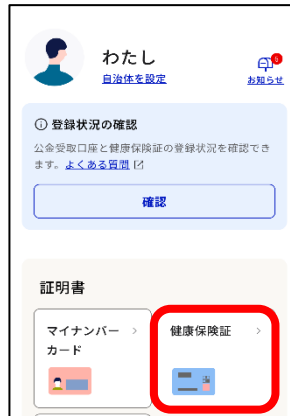 わたし
自治体を設定
お知らせ
登録状況の確認
公金受取口座と健康保険証の登録状況を確認でき
ます。よくある質問
確認
証明書
マイナンバー
カード
健康保険証